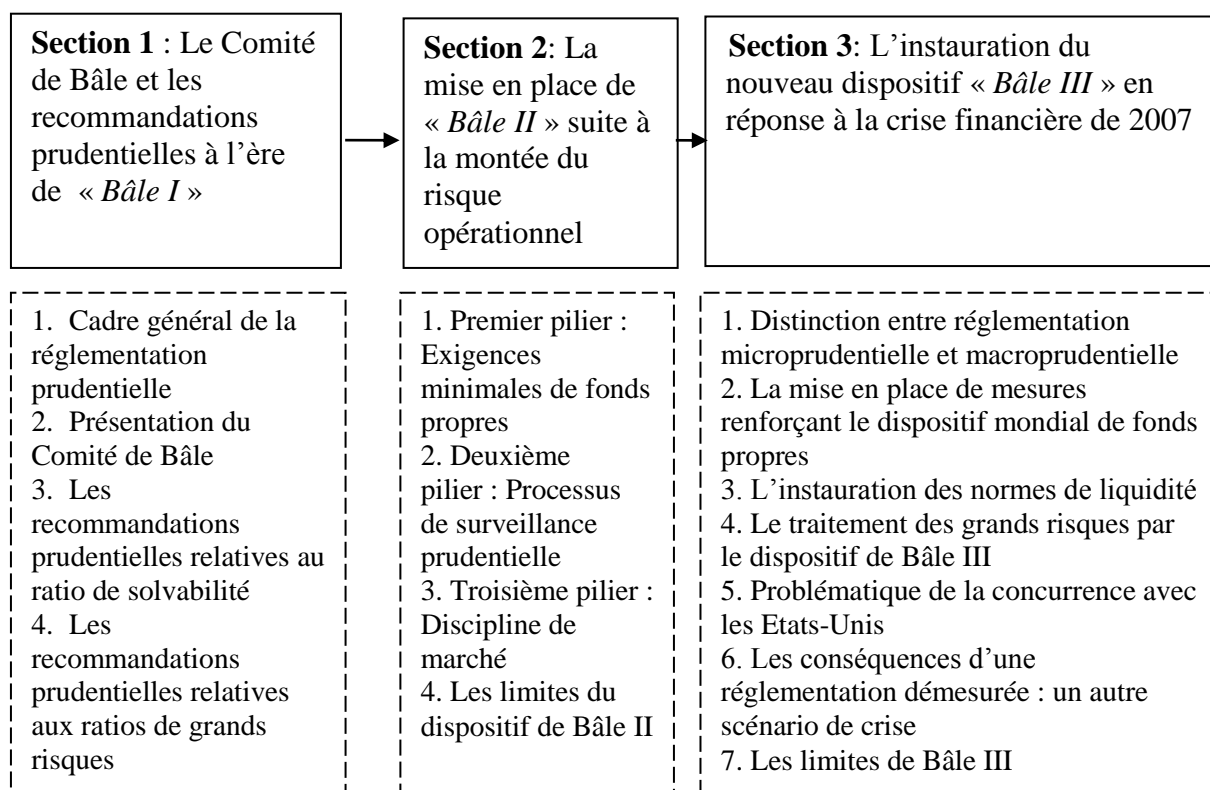 Section 1 : Le Comité
de Bâle et les
recommandations
prudentielles à l’ère
de « Bâle I »
Section 2: La
mise en place de
« Bâle II » suite à
la montée du
risque
opérationnel
Section 3: L’instauration du
nouveau dispositif « Bâle III » en
réponse à la crise financière de 2007
1. Cadre général de la
réglementation
prudentielle
2. Présentation du
Comité de Bâle
3. Les
recommandations
prudentielles relatives au
ratio de solvabilité
4. Les
recommandations
prudentielles relatives
aux ratios de grands
risques
1. Premier pilier :
Exigences
minimales de fonds
propres
2. Deuxième
pilier : Processus
de surveillance
prudentielle
3. Troisième pilier :
Discipline de
marché
4. Les limites du
dispositif de Bâle II
1. Distinction entre réglementation
microprudentielle et macroprudentielle
2. La mise en place de mesures
renforçant le dispositif mondial de fonds
propres
3. L’instauration des normes de liquidité
4. Le traitement des grands risques par
le dispositif de Bâle III
5. Problématique de la concurrence avec
les Etats-Unis
6. Les conséquences d’une
réglementation démesurée : un autre
scénario de crise
7. Les limites de Bâle III